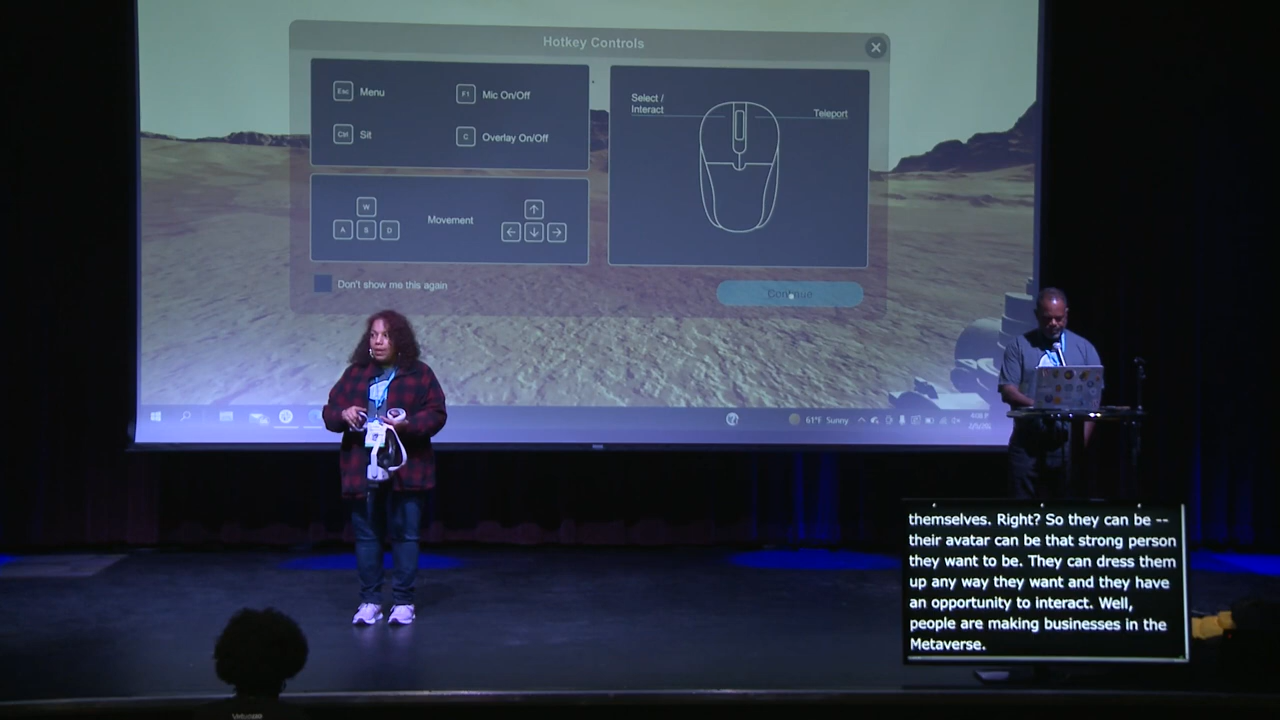 Hotkey Controls
Esc Menu
F1 Mic On/Off
Ctrl Sit
C Overlay On/Off
W
A S D
Movement
Select /
Interact
Teleport
Don't show me this again
Continue
61°F Sunny
themselves. Right? So they can be --
their avatar can be that strong person
they want to be. They can dress them
up any way they want and they have
an opportunity to interact. Well,
people are making businesses in the
Metaverse.